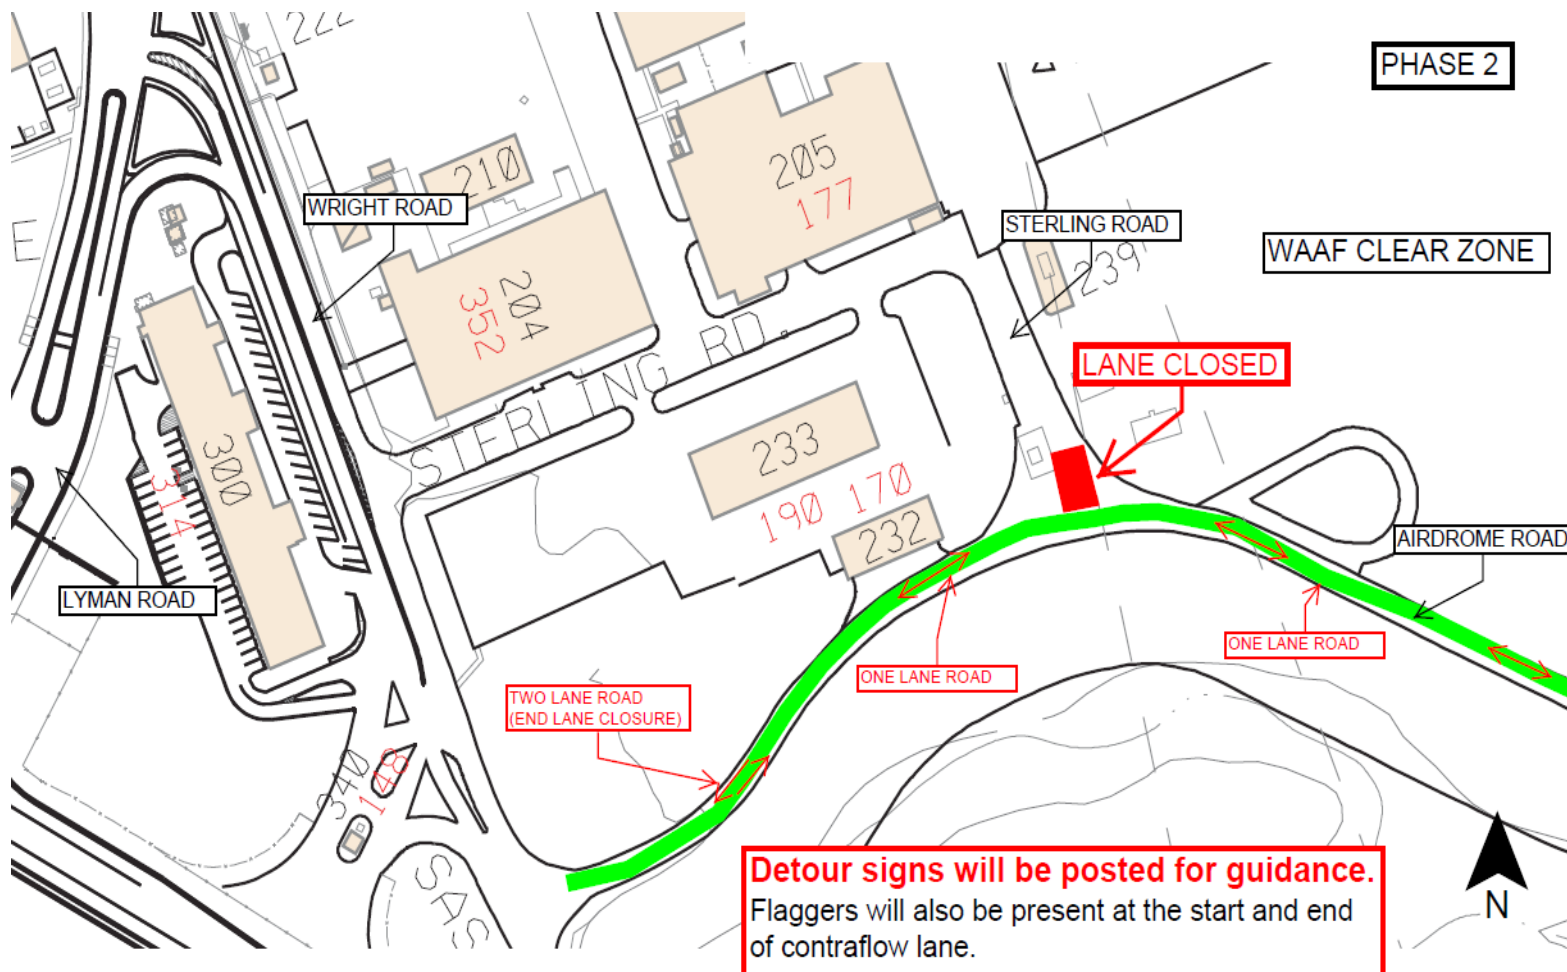 222
PHASE 2
210
205
177
WRIGHT ROAD
STERLING ROAD
239
WAAF CLEAR ZONE
E
204
352
STERLING RD.
LANE CLOSED
300
314
233
190 170
232
AIRDROME ROAD
LYMAN ROAD
ONE LANE ROAD
ONE LANE ROAD
TWO LANE ROAD
(END LANE CLOSURE)
340
148
SAS
Detour signs will be posted for guidance.
Flaggers will also be present at the start and end
of contraflow lane.
N